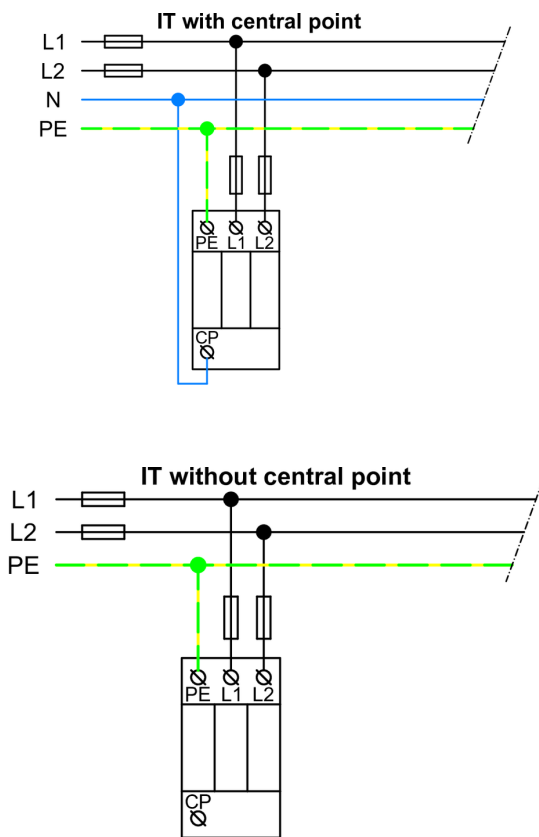 IT with central point
L1
L2
N
PE
PE L1 L2
CP
IT without central point
L1
L2
PE
PE L1 L2
CP